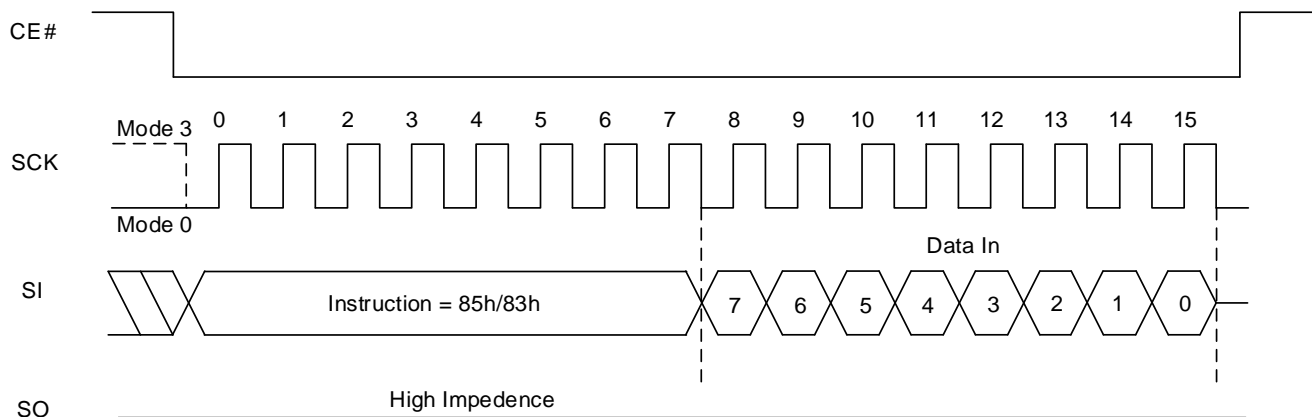 CE#
Mode 3
0 1 2 3 4 5 6 7 8 9 10 11 12 13 14 15
SCK
Mode 0
Data In
SI
Instruction = 85h/83h
7 6 5 4 3 2 1 0
High Impedence
SO